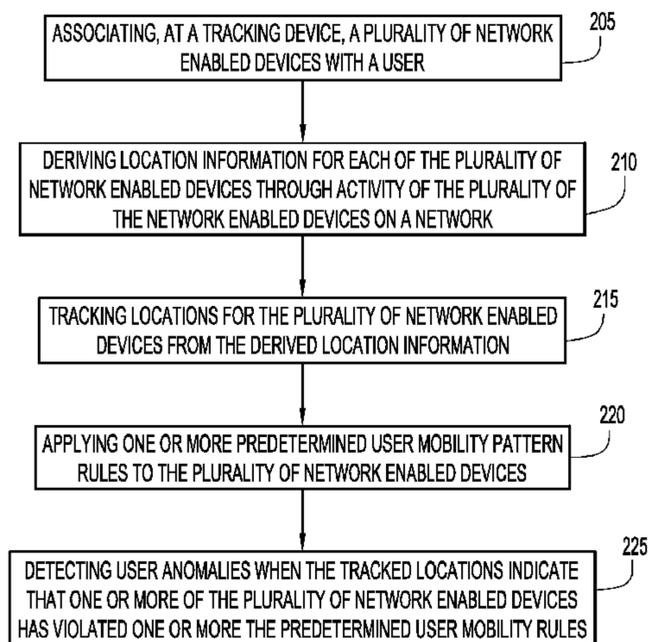 ASSOCIATING, AT A TRACKING DEVICE, A PLURALITY OF NETWORK
ENABLED DEVICES WITH A USER
205
DERIVING LOCATION INFORMATION FOR EACH OF THE PLURALITY OF
NETWORK ENABLED DEVICES THROUGH ACTIVITY OF THE PLURALITY OF
THE NETWORK ENABLED DEVICES ON A NETWORK
210
TRACKING LOCATIONS FOR THE PLURALITY OF NETWORK ENABLED
DEVICES FROM THE DERIVED LOCATION INFORMATION
215
APPLYING ONE OR MORE PREDETERMINED USER MOBILITY PATTERN
RULES TO THE PLURALITY OF NETWORK ENABLED DEVICES
220
DETECTING USER ANOMALIES WHEN THE TRACKED LOCATIONS INDICATE
THAT ONE OR MORE OF THE PLURALITY OF NETWORK ENABLED DEVICES
HAS VIOLATED ONE OR MORE THE PREDETERMINED USER MOBILITY RULES
225